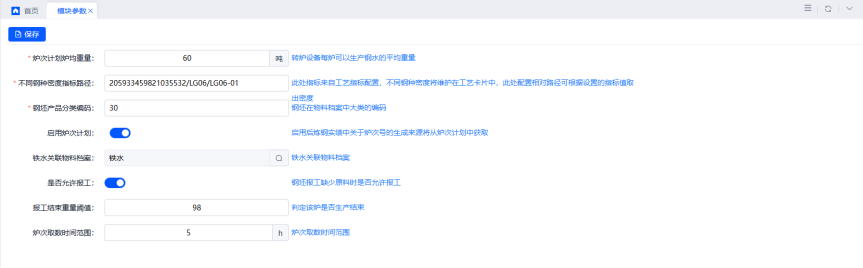 首页 模块参数 ×
保存
* 炉次计划炉均重量: 60 吨 转炉设备每炉可以生产钢水的平均重量
* 不同钢种密度指标路径: 205933459821035532/LG06/LG06-01 此处指标来自工艺指标配置，不同钢种密度将维护在工艺卡片中，此处配置相对路径可根据设置的指标值取
出密度
* 钢坯产品分类编码: 30 钢坯在物料档案中大类的编码
启用炉次计划: 启用后炼钢实绩中关于炉次号的生成来源将从炉次计划中获取
铁水关联物料档案: 铁水 铁水关联物料档案
是否允许报工: 钢坯报工缺少原料时是否允许报工
报工结束重量阈值: 98 判定该炉是否生产结束
炉次取数时间范围: 5 h 炉次取数时间范围